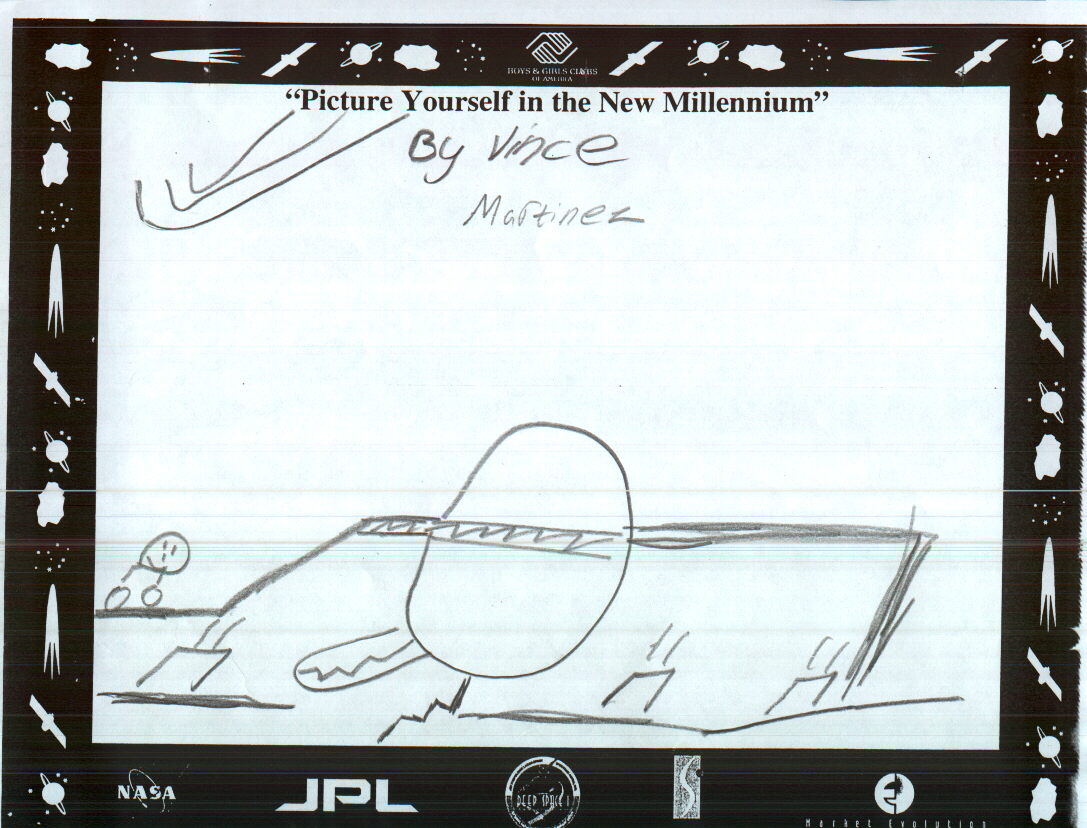 BOYS & GIRLS CLUBS
OF AMERICA
“Picture Yourself in the New Millennium”
By Vince
Martinez
NASA
JPL
DEEP SPACE 1
Market Evolution